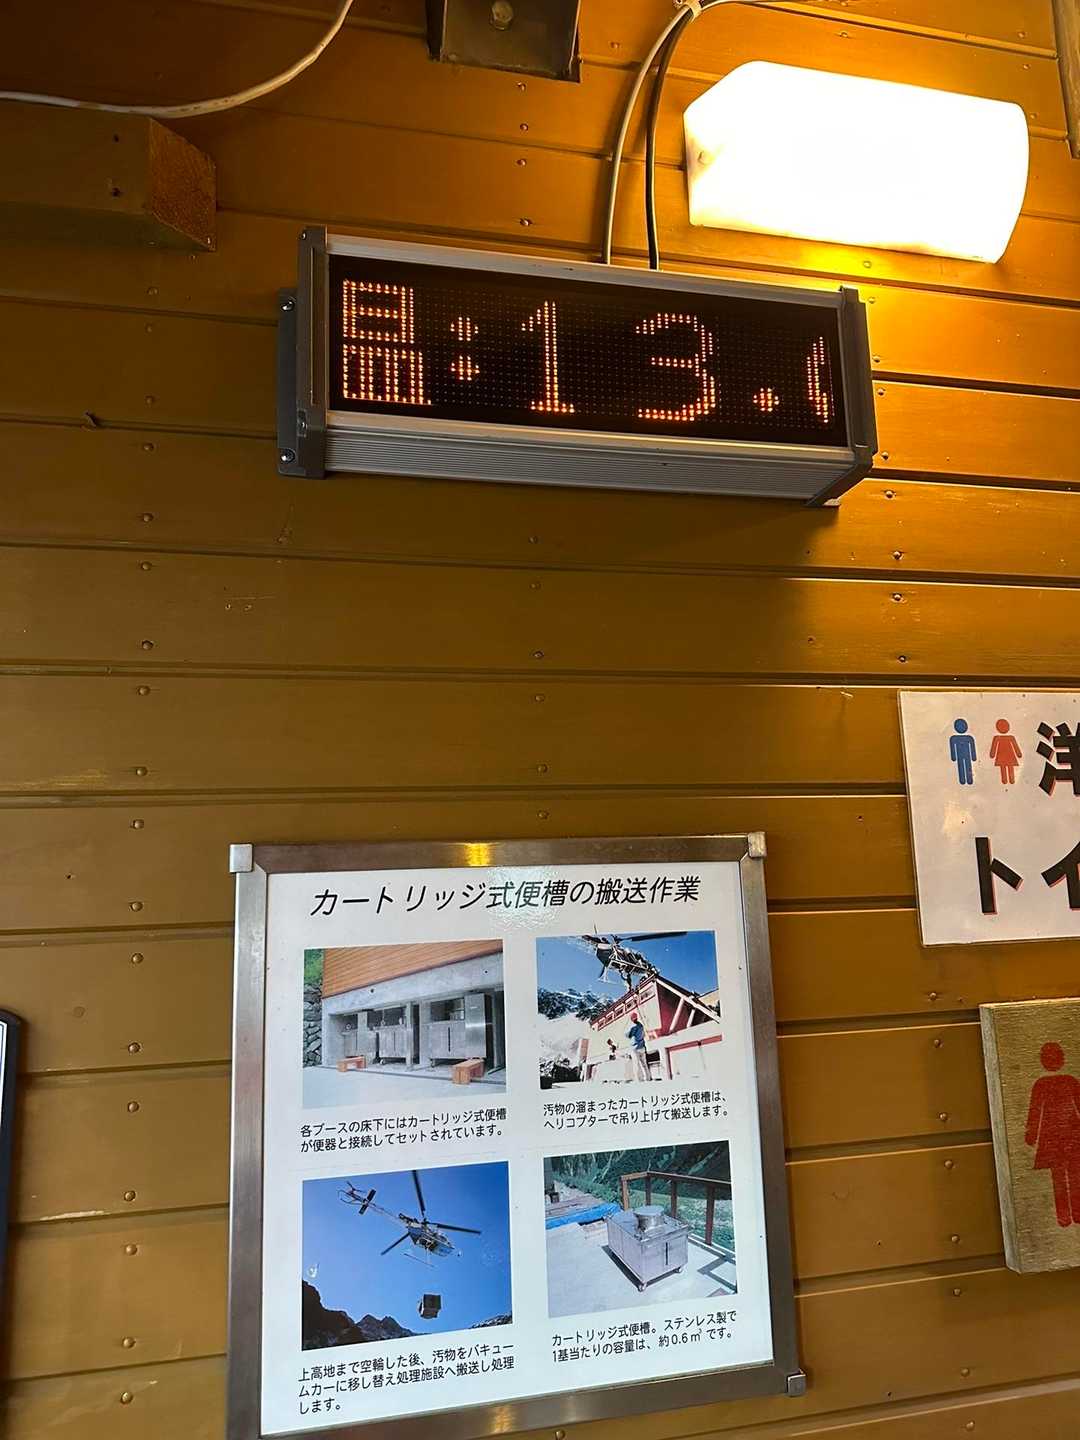 温:13.
洋
トイ
カートリッジ式便槽の搬送作業
各ブースの床下にはカートリッジ式便槽
が便器と接続してセットされています。
汚物の溜まったカートリッジ式便槽は、
ヘリコプターで吊り上げて搬送します。
上高地まで空輸した後、汚物をバキュー
ムカーに移し替え処理施設へ搬送し処理
します。
カートリッジ式便槽。ステンレス製で
1基当たりの容量は、約0.6㎥です。